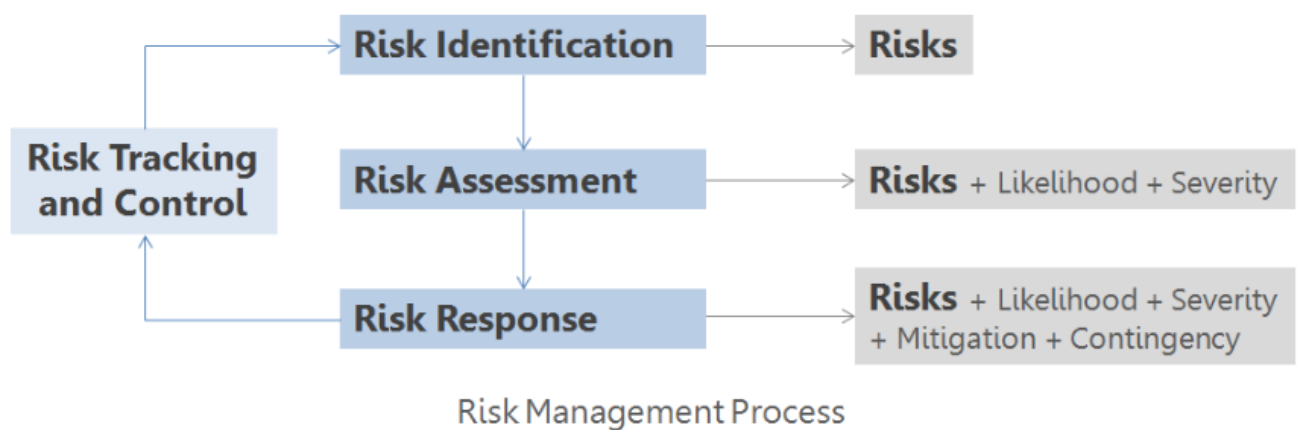 Risk Identification
Risks
Risk Tracking
and Control
Risk Assessment
Risks + Likelihood + Severity
Risk Response
Risks + Likelihood + Severity
+ Mitigation + Contingency
Risk Management Process